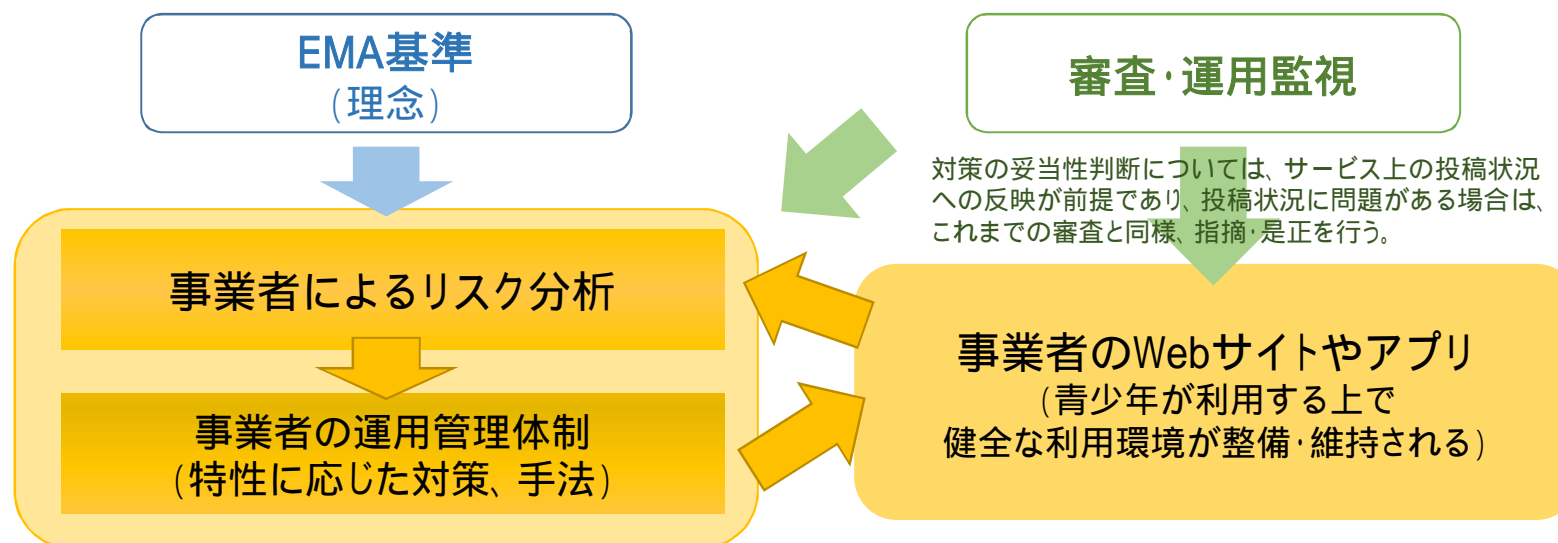 EMA基準
(理念)
審査・運用監視
対策の妥当性判断については、サービス上の投稿状況
への反映が前提であり、投稿状況に問題がある場合は、
これまでの審査と同様、指摘・是正を行う。
事業者によるリスク分析
事業者の運用管理体制
(特性に応じた対策、手法)
事業者のWebサイトやアプリ
(青少年が利用する上で
健全な利用環境が整備・維持される)